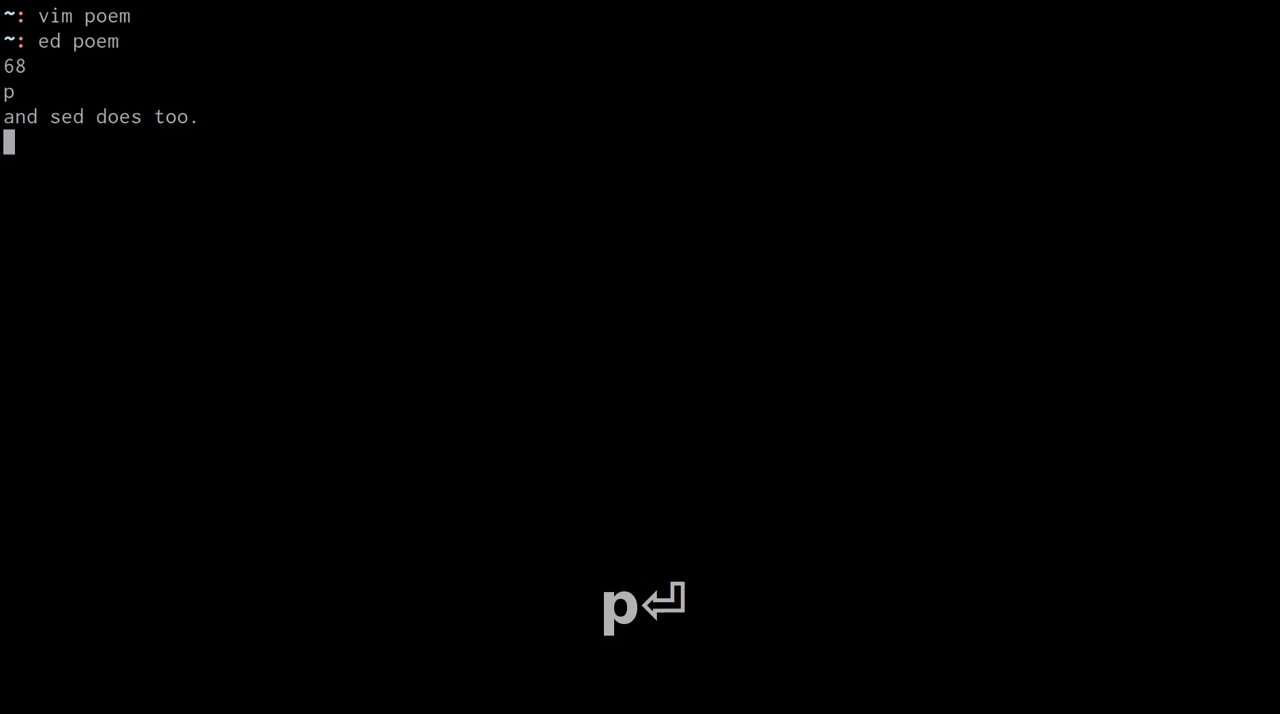 ~: vim poem
~: ed poem
68
p
and sed does too.
p⏎